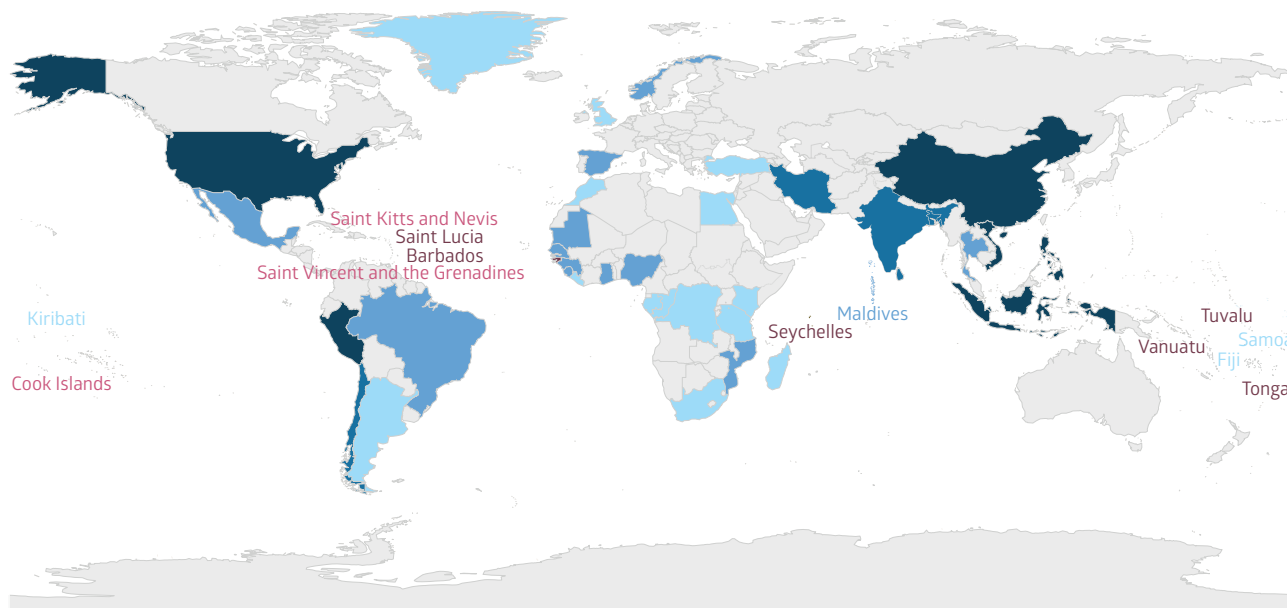 Saint Kitts and Nevis
Saint Lucia
Barbados
Saint Vincent and the Grenadines
Kiribati
Cook Islands
Maldives
Seychelles
Tuvalu
Samoa
Vanuatu
Fiji
Tonga